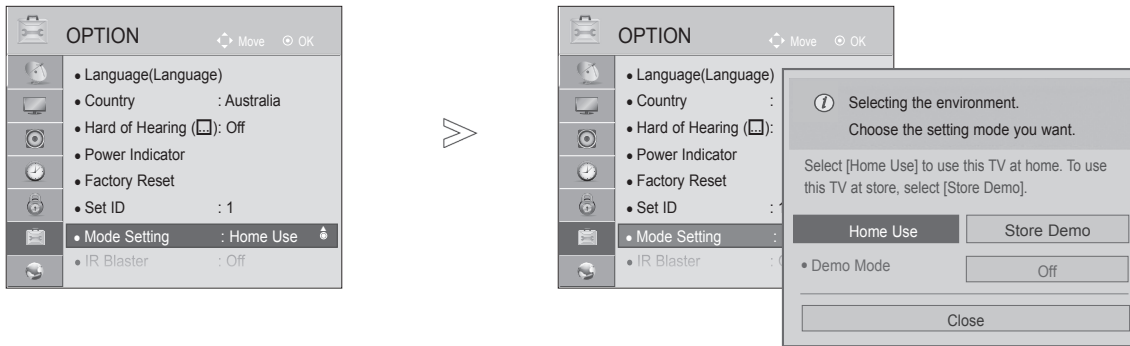 OPTION
Move OK
• Language(Language)
• Country : Australia
• Hard of Hearing ( ): Off
• Power Indicator
• Factory Reset
• Set ID : 1
• Mode Setting : Home Use
• IR Blaster : Off
OPTION
Move OK
• Language(Language)
• Country :
• Hard of Hearing ( ):
• Power Indicator
• Factory Reset
• Set ID :
• Mode Setting :
• IR Blaster :
i Selecting the environment.
Choose the setting mode you want.
Select [Home Use] to use this TV at home. To use
this TV at store, select [Store Demo].
Home Use Store Demo
• Demo Mode Off
Close